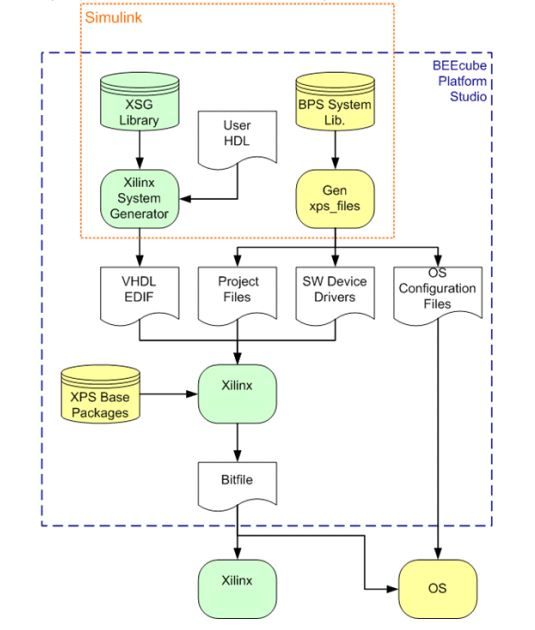 Simulink
BEEcube
Platform
Studio
XSG
Library
BPS System
Lib.
User
HDL
Xilinx
System
Generator
Gen
xps_files
VHDL
EDIF
Project
Files
SW Device
Drivers
OS
Configuration
Files
XPS Base
Packages
Xilinx
Bitfile
Xilinx
OS